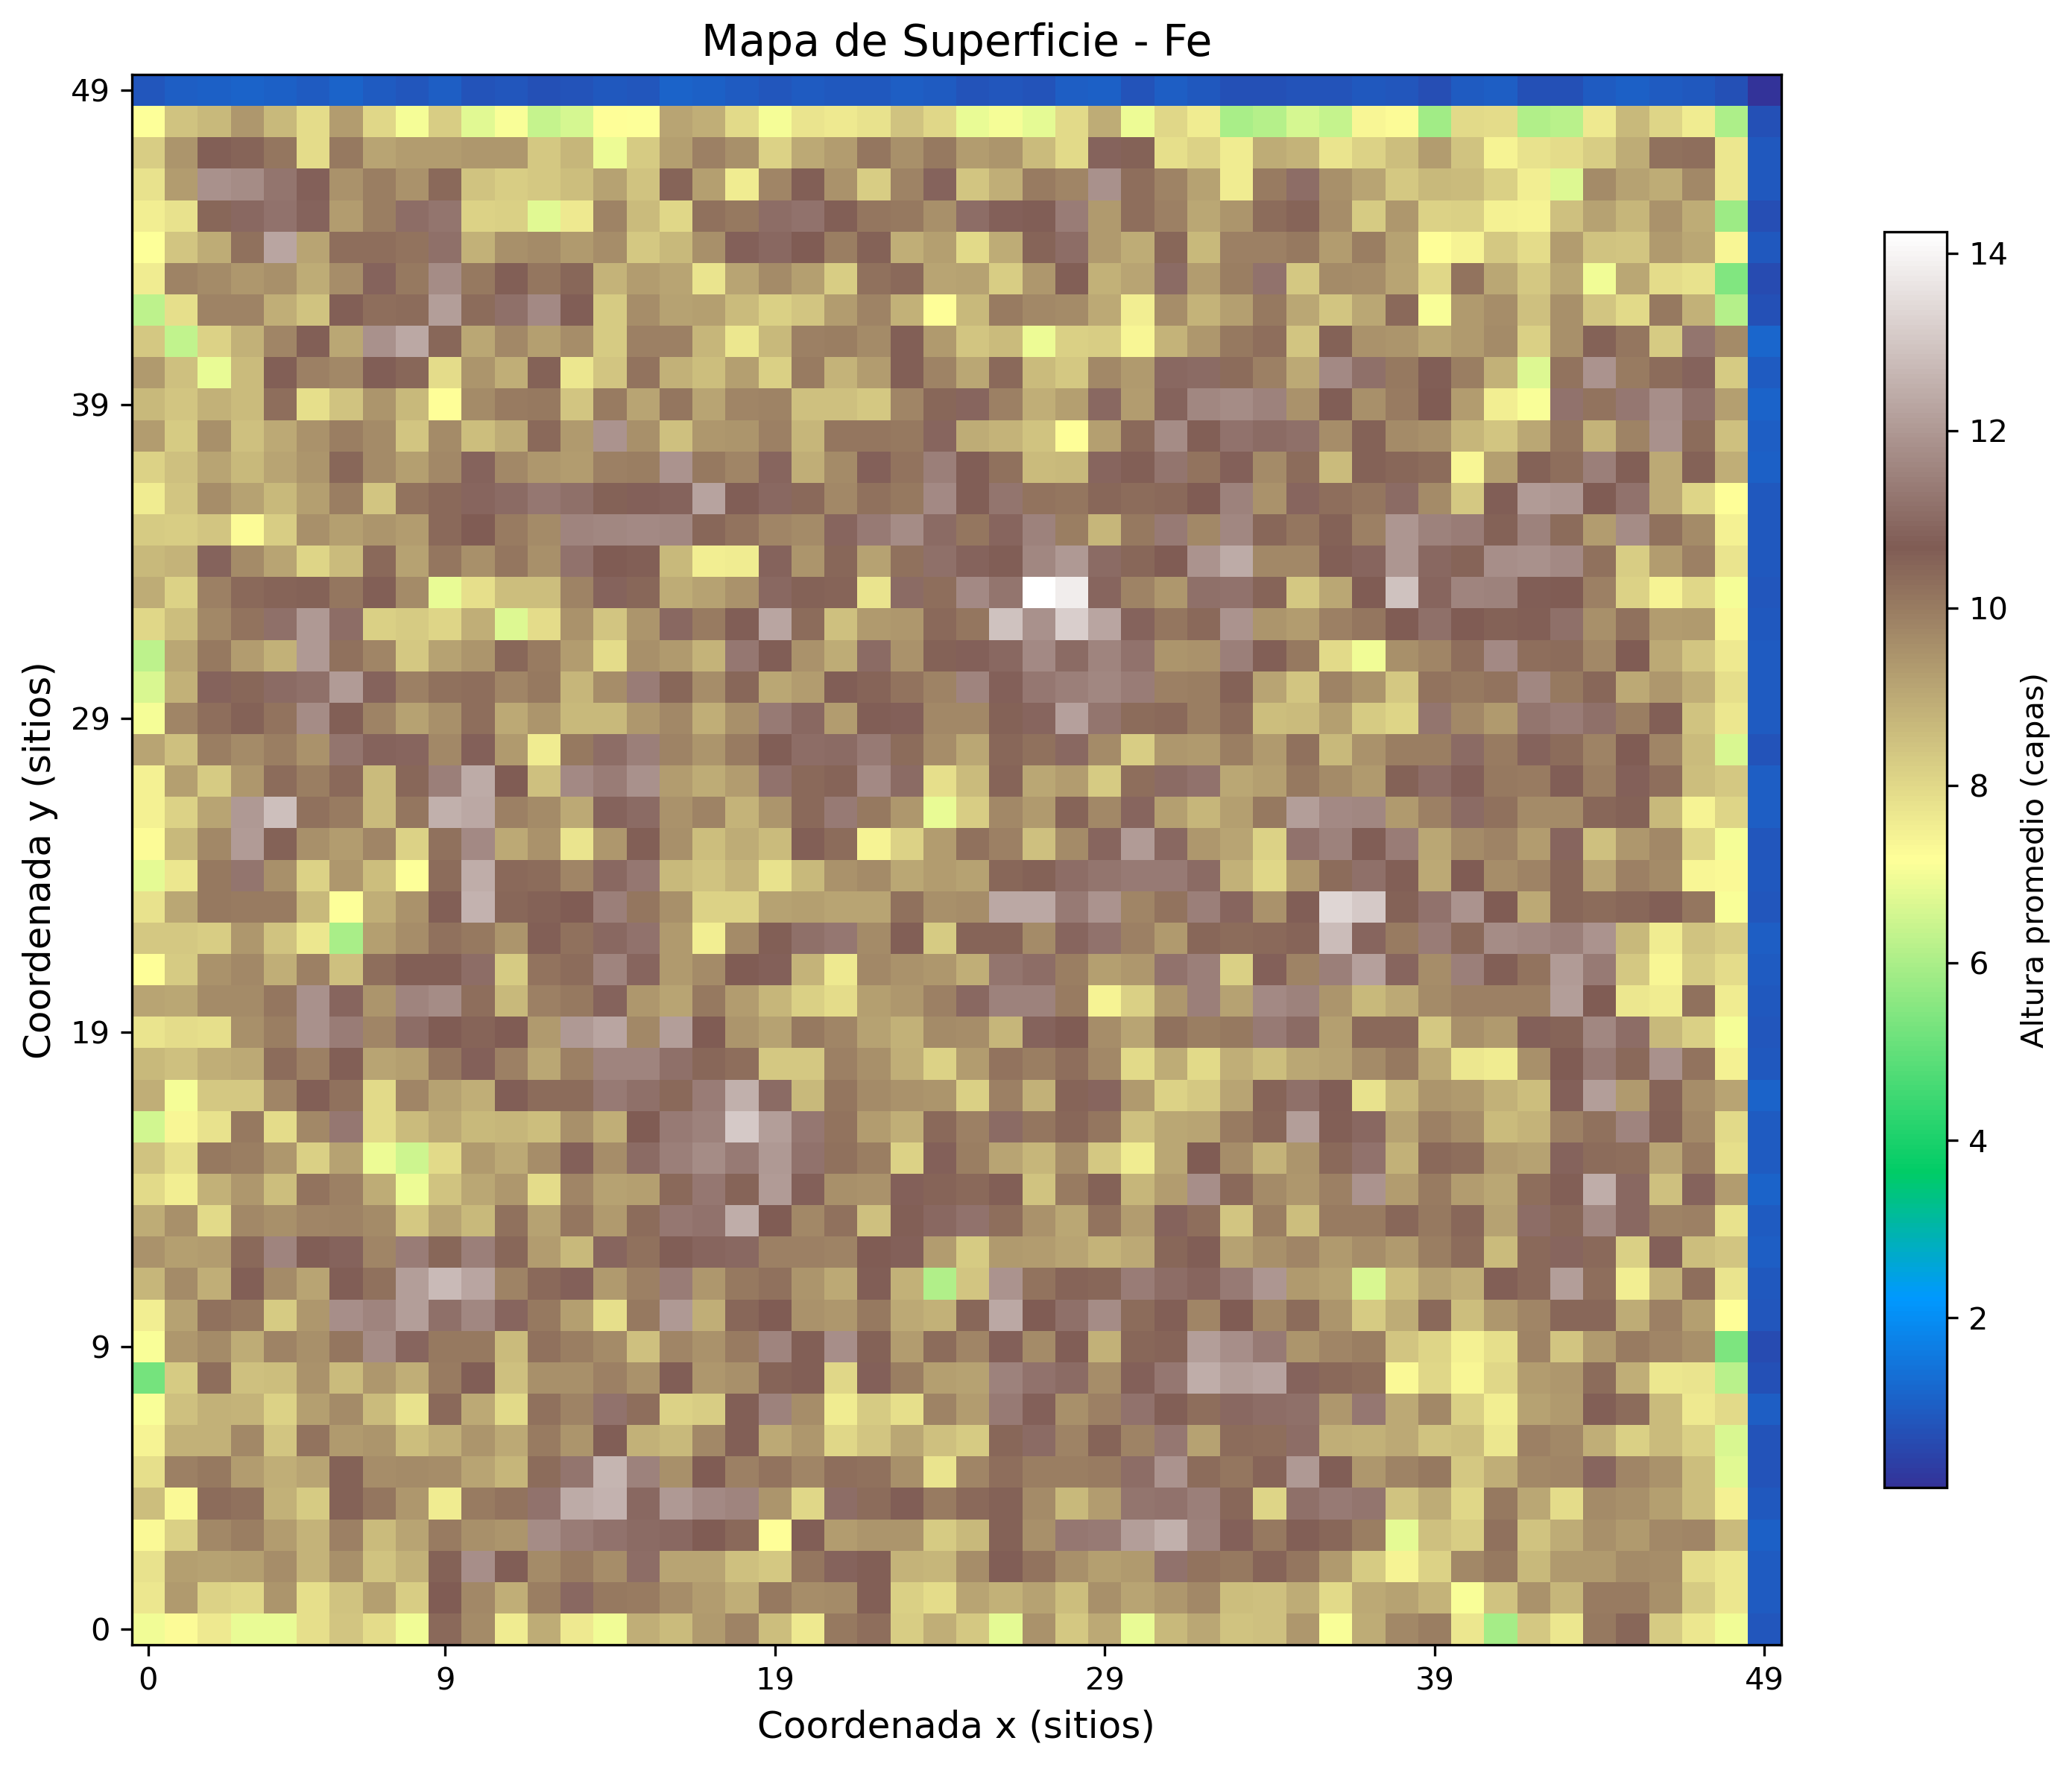 Mapa de Superficie - Fe
49
39
29
19
9
0
Coordenada y (sitios)
0 9 19 29 39 49
Coordenada x (sitios)
14
12
10
8
6
4
2
Altura promedio (capas)